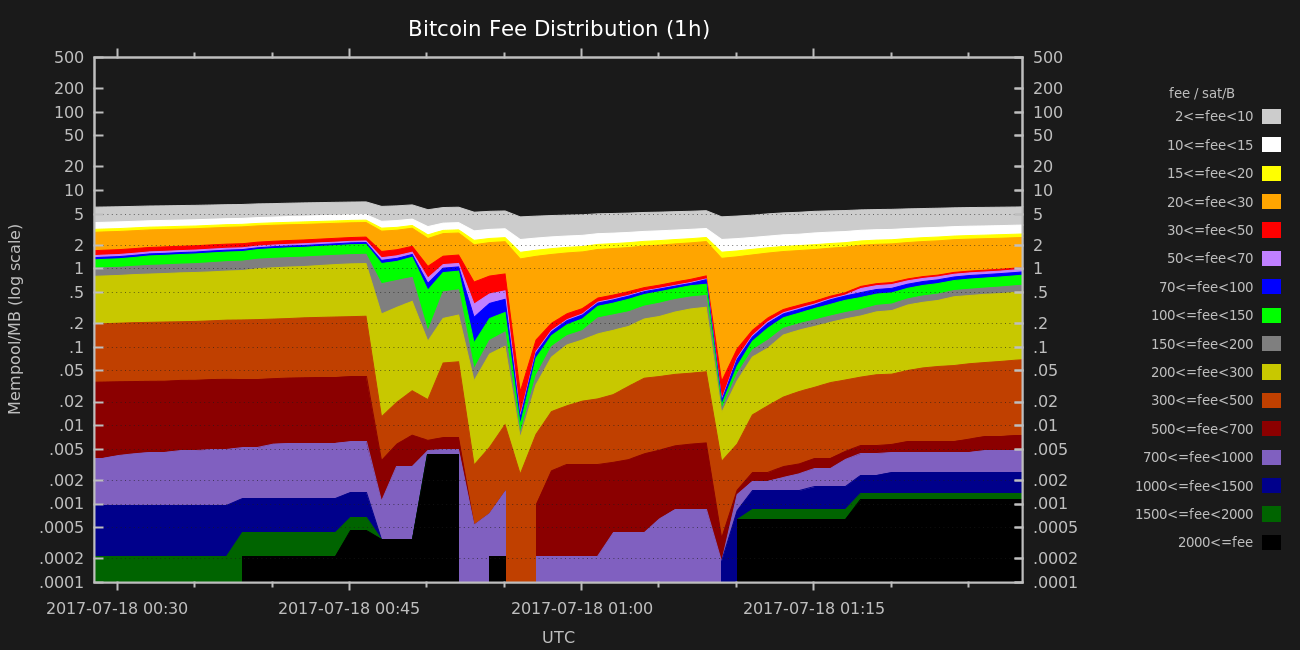 Bitcoin Fee Distribution (1h)
500 500
200 200
100 100
50 50
20 20
10 10
5 5
2 2
1 1
.5 .5
.2 .2
.1 .1
.05 .05
.02 .02
.01 .01
.005 .005
.002 .002
.001 .001
.0005 .0005
.0002 .0002
.0001 .0001
Mempool/MB (log scale)
2017-07-18 00:30 2017-07-18 00:45 2017-07-18 01:00 2017-07-18 01:15
UTC
fee / sat/B
2<=fee<10
10<=fee<15
15<=fee<20
20<=fee<30
30<=fee<50
50<=fee<70
70<=fee<100
100<=fee<150
150<=fee<200
200<=fee<300
300<=fee<500
500<=fee<700
700<=fee<1000
1000<=fee<1500
1500<=fee<2000
2000<=fee